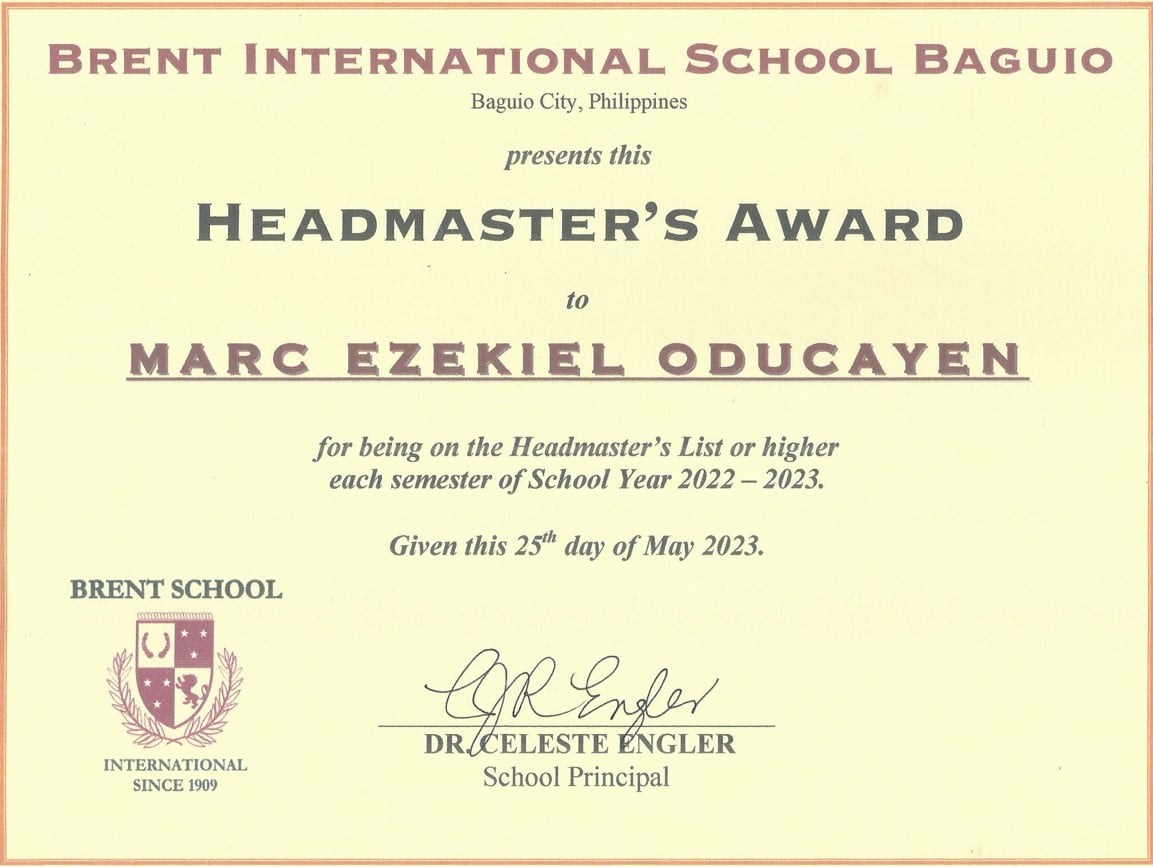 BRENT INTERNATIONAL SCHOOL BAGUIO
Baguio City, Philippines
presents this
HEADMASTER'S AWARD
to
MARC EZEKIEL ODUCAYEN
for being on the Headmaster's List or higher
each semester of School Year 2022 – 2023.
Given this 25th day of May 2023.
BRENT SCHOOL
INTERNATIONAL
SINCE 1909
CJR Engler
DR. CELESTE ENGLER
School Principal